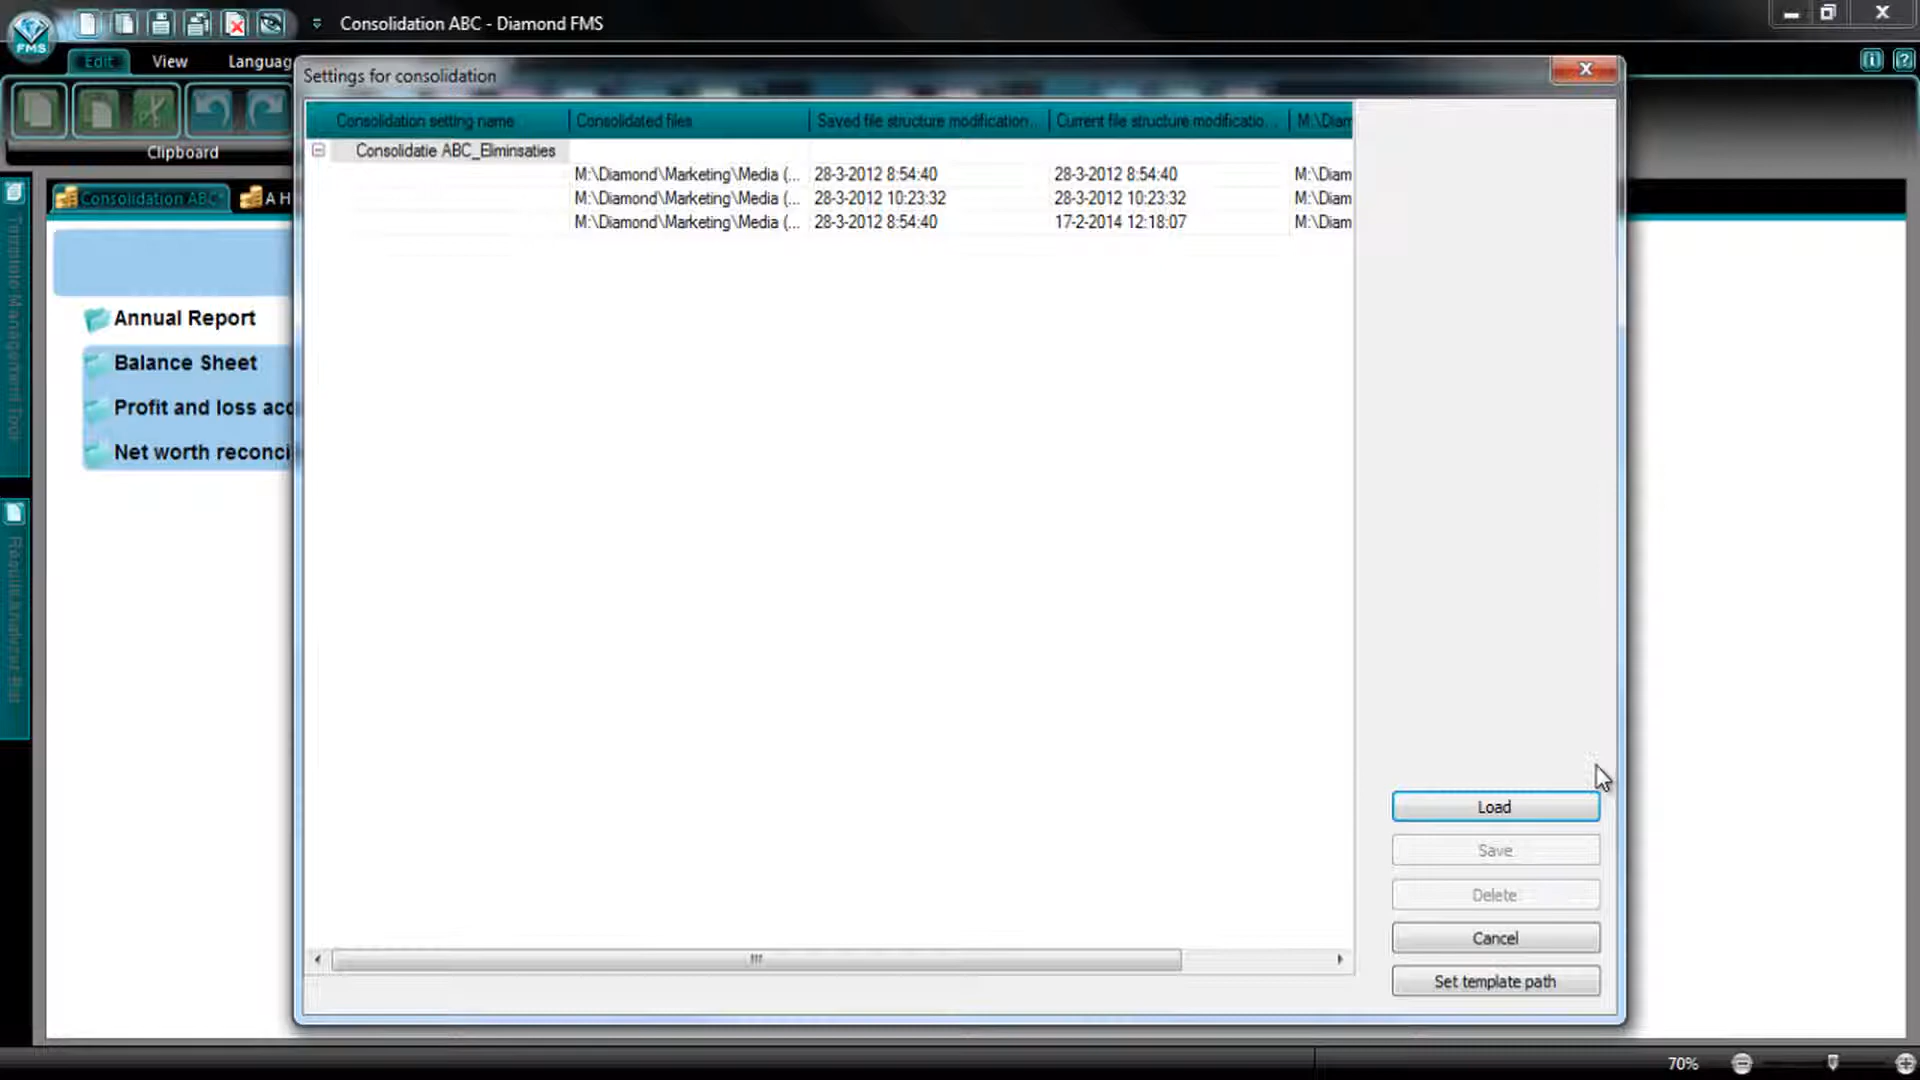 Consolidation ABC - Diamond FMS
FMS
Edit View Languag
Clipboard
Settings for consolidation
Consolidation setting name Consolidated files Saved file structure modification... Current file structure modificatio... M:\Diam
Consolidatie ABC_Eliminsaties
M:\Diamond\Marketing\Media (... 28-3-2012 8:54:40 28-3-2012 8:54:40 M:\Diam
M:\Diamond\Marketing\Media (... 28-3-2012 10:23:32 28-3-2012 10:23:32 M:\Diam
M:\Diamond\Marketing\Media (... 28-3-2012 8:54:40 17-2-2014 12:18:07 M:\Diam
Consolidation ABC* A H
Annual Report
Balance Sheet
Profit and loss acc
Net worth reconci
Load
Save
Delete
Cancel
Set template path
70%